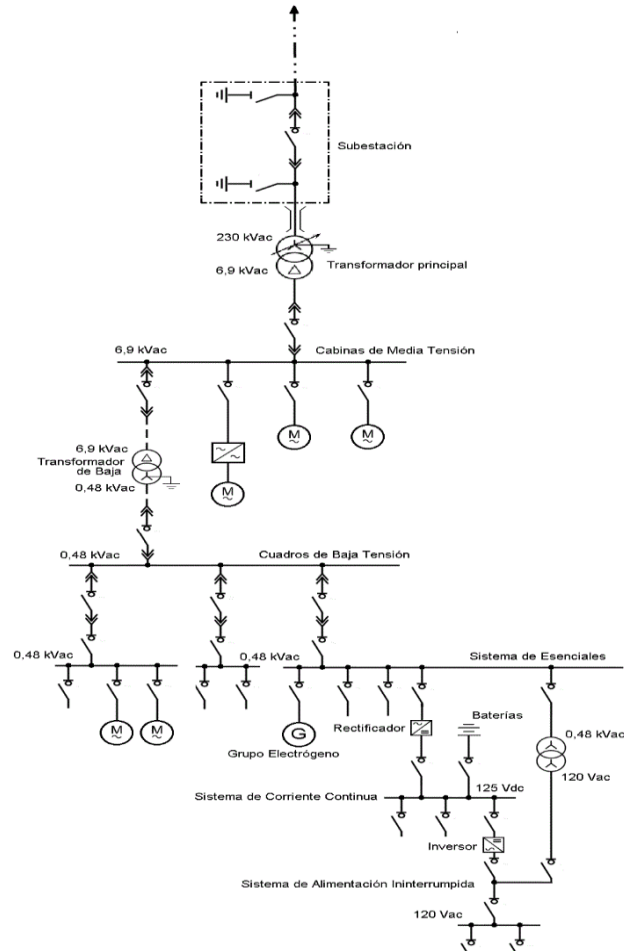 Subestación
230 kVac
6,9 kVac
Transformador principal
6,9 kVac
Cabinas de Media Tensión
M
M
6,9 kVac
Transformador
de Baja
0,48 kVac
M
0,48 kVac
Cuadros de Baja Tensión
0,48 kVac
0,48 kVac
Sistema de Esenciales
M
M
G
Grupo Electrógeno
Rectificador
Baterías
0,48 kVac
120 Vac
125 Vdc
Sistema de Corriente Continua
Inversor
Sistema de Alimentación Ininterrumpida
120 Vac